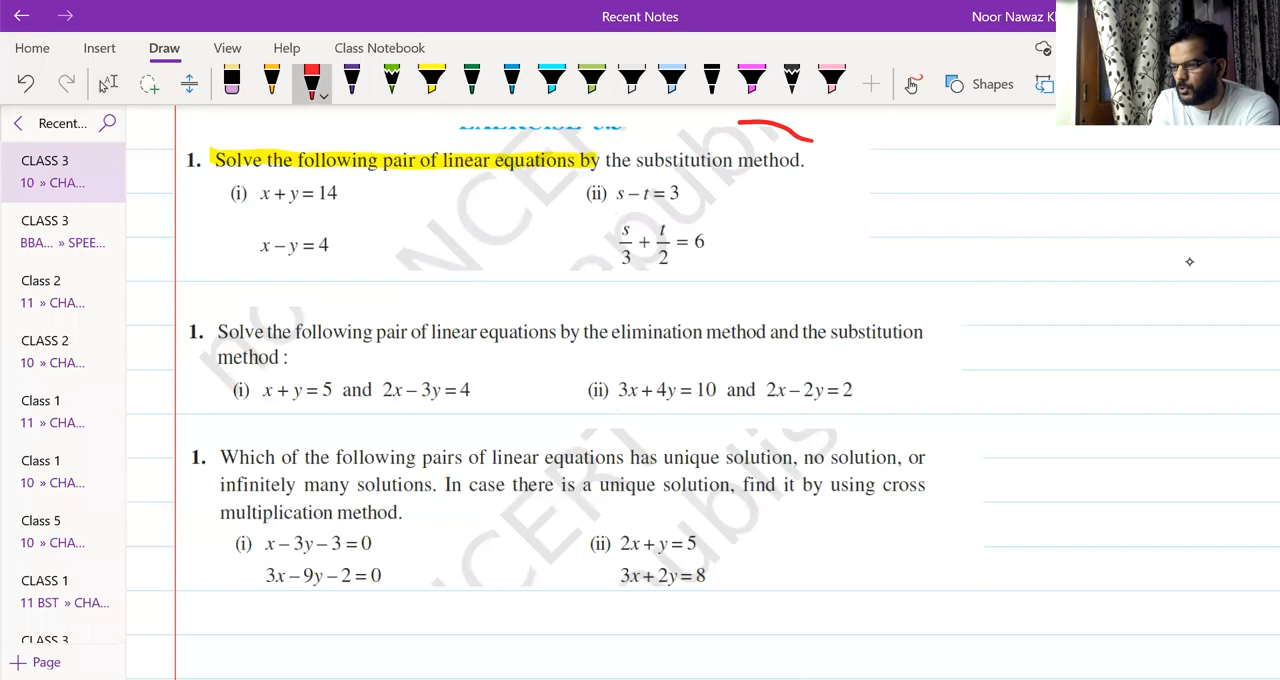 Recent Notes
Noor Nawaz
Home Insert Draw View Help Class Notebook
Shapes
Recent...
CLASS 3
10 » CHA...
CLASS 3
BBA... » SPEE...
Class 2
11 » CHA...
CLASS 2
10 » CHA...
Class 1
11 » CHA...
Class 1
10 » CHA...
Class 5
10 » CHA...
CLASS 1
11 BST » CHA...
CLASS 3
+ Page
1. Solve the following pair of linear equations by the substitution method.
(i) x + y = 14 (ii) s – t = 3
x – y = 4 s/3 + t/2 = 6
1. Solve the following pair of linear equations by the elimination method and the substitution
method :
(i) x + y = 5 and 2x – 3y = 4 (ii) 3x + 4y = 10 and 2x – 2y = 2
1. Which of the following pairs of linear equations has unique solution, no solution, or
infinitely many solutions. In case there is a unique solution, find it by using cross
multiplication method.
(i) x – 3y – 3 = 0 (ii) 2x + y = 5
3x – 9y – 2 = 0 3x + 2y = 8